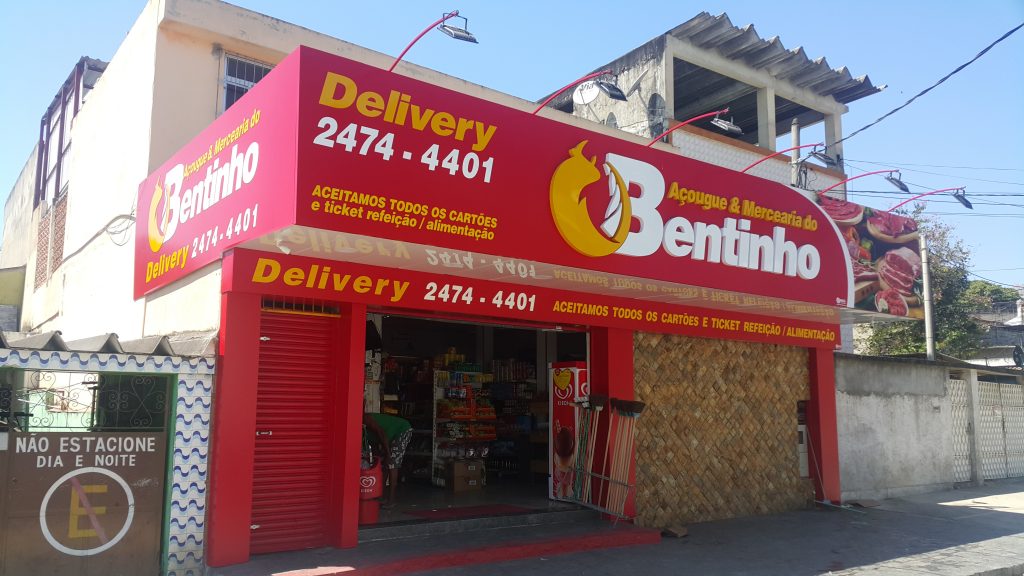 Delivery
2474 - 4401
ACEITAMOS TODOS OS CARTÕES
e ticket refeição / alimentação
Açougue & Mercearia do
Bentinho
Açougue & Mercearia do
Bentinho
Delivery 2474 - 4401
Delivery 2474 - 4401 ACEITAMOS TODOS OS CARTÕES E TICKET REFEIÇÃO / ALIMENTAÇÃO
NÃO ESTACIONE
DIA E NOITE
E